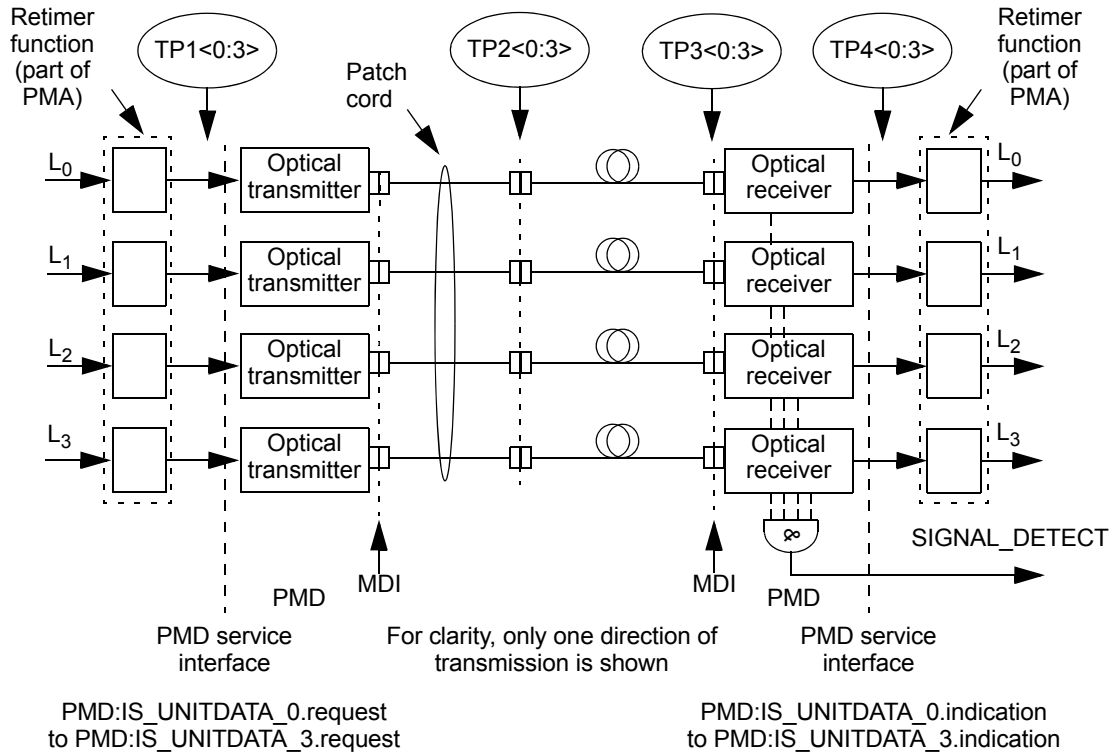 Retimer
function
(part of
PMA)
TP1<0:3>
Patch
cord
TP2<0:3>
TP3<0:3>
TP4<0:3>
Retimer
function
(part of
PMA)
L0
Optical
transmitter
Optical
receiver
L0
L1
Optical
transmitter
Optical
receiver
L1
L2
Optical
transmitter
Optical
receiver
L2
L3
Optical
transmitter
Optical
receiver
L3
&
SIGNAL_DETECT
MDI
MDI
PMD
PMD
PMD service
interface
For clarity, only one direction of
transmission is shown
PMD service
interface
PMD:IS_UNITDATA_0.request
to PMD:IS_UNITDATA_3.request
PMD:IS_UNITDATA_0.indication
to PMD:IS_UNITDATA_3.indication